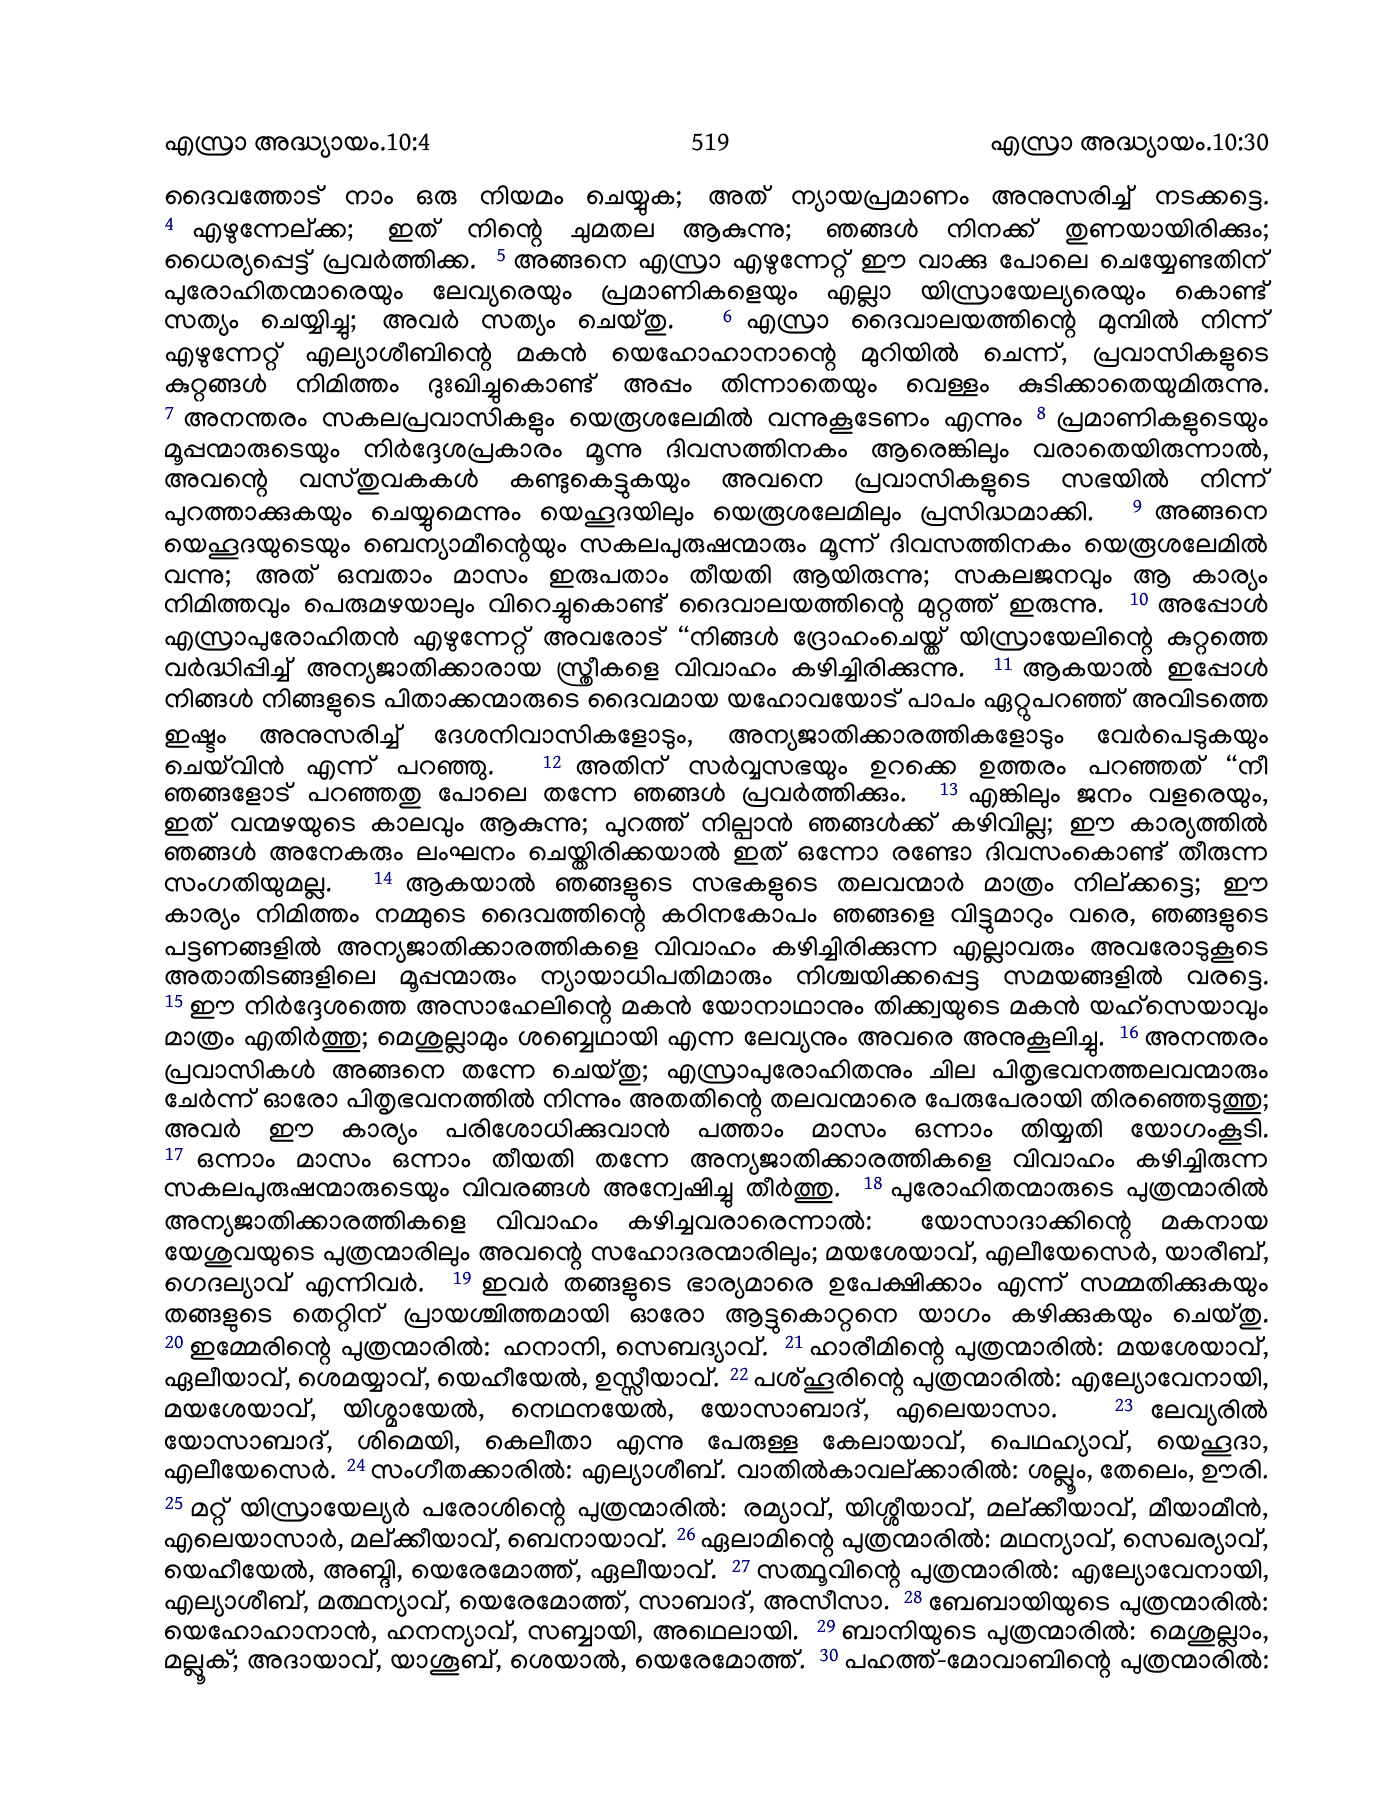 എസ്രാ അദ്ധ്യായം.10:4 519 എസ്രാ അദ്ധ്യായം.10:30
ദൈവത്തോട് നാം ഒരു നിയമം ചെയ്യുക; അത് ന്യായപ്രമാണം അനുസരിച്ച് നടക്കട്ടെ.
4 എഴുന്നേല്ക്ക; ഇത് നിന്റെ ചുമതല ആകുന്നു; ഞങ്ങൾ നിനക്ക് തുണയായിരിക്കും;
ധൈര്യപ്പെട്ട് പ്രവർത്തിക്ക. 5 അങ്ങനെ എസ്രാ എഴുന്നേറ്റ് ഈ വാക്കു പോലെ ചെയ്യേണ്ടതിന്
പുരോഹിതന്മാരെയും ലേവ്യരെയും പ്രമാണികളെയും എല്ലാ യിസ്രായേല്യരെയും കൊണ്ട്
സത്യം ചെയ്യിച്ചു; അവർ സത്യം ചെയ്തു. 6 എസ്രാ ദൈവാലയത്തിന്റെ മുമ്പിൽ നിന്ന്
എഴുന്നേറ്റ് എല്യാശീബിന്റെ മകൻ യെഹോഹാനാന്റെ മുറിയിൽ ചെന്ന്, പ്രവാസികളുടെ
കുറ്റങ്ങൾ നിമിത്തം ദുഃഖിച്ചുകൊണ്ട് അപ്പം തിന്നാതെയും വെള്ളം കുടിക്കാതെയുമിരുന്നു.
7 അനന്തരം സകലപ്രവാസികളും യെരൂശലേമിൽ വന്നുകൂടേണം എന്നും 8 പ്രമാണികളുടെയും
മൂപ്പന്മാരുടെയും നിർദ്ദേശപ്രകാരം മൂന്നു ദിവസത്തിനകം ആരെങ്കിലും വരാതെയിരുന്നാൽ,
അവന്റെ വസ്തുവകകൾ കണ്ടുകെട്ടുകയും അവനെ പ്രവാസികളുടെ സഭയിൽ നിന്ന്
പുറത്താക്കുകയും ചെയ്യുമെന്നും യെഹൂദയിലും യെരൂശലേമിലും പ്രസിദ്ധമാക്കി. 9 അങ്ങനെ
യെഹൂദയുടെയും ബെന്യാമീന്റെയും സകലപുരുഷന്മാരും മൂന്ന് ദിവസത്തിനകം യെരൂശലേമിൽ
വന്നു; അത് ഒമ്പതാം മാസം ഇരുപതാം തീയതി ആയിരുന്നു; സകലജനവും ആ കാര്യം
നിമിത്തവും പെരുമഴയാലും വിറെച്ചുകൊണ്ട് ദൈവാലയത്തിന്റെ മുറ്റത്ത് ഇരുന്നു. 10 അപ്പോൾ
എസ്രാപുരോഹിതൻ എഴുന്നേറ്റ് അവരോട് “നിങ്ങൾ ദ്രോഹംചെയ്ത് യിസ്രായേലിന്റെ കുറ്റത്തെ
വർദ്ധിപ്പിച്ച് അന്യജാതിക്കാരായ സ്ത്രീകളെ വിവാഹം കഴിച്ചിരിക്കുന്നു. 11 ആകയാൽ ഇപ്പോൾ
നിങ്ങൾ നിങ്ങളുടെ പിതാക്കന്മാരുടെ ദൈവമായ യഹോവയോട് പാപം ഏറ്റുപറഞ്ഞ് അവിടത്തെ
ഇഷ്ടം അനുസരിച്ച് ദേശനിവാസികളോടും, അന്യജാതിക്കാരത്തികളോടും വേർപെടുകയും
ചെയ്‌വിൻ എന്ന് പറഞ്ഞു. 12 അതിന് സർവ്വസഭയും ഉറക്കെ ഉത്തരം പറഞ്ഞത് “നീ
ഞങ്ങളോട് പറഞ്ഞതു പോലെ തന്നേ ഞങ്ങൾ പ്രവർത്തിക്കും. 13 എങ്കിലും ജനം വളരെയും,
ഇത് വന്മഴയുടെ കാലവും ആകുന്നു; പുറത്ത് നില്പാൻ ഞങ്ങൾക്ക് കഴിവില്ല; ഈ കാര്യത്തിൽ
ഞങ്ങൾ അനേകരും ലംഘനം ചെയ്തിരിക്കയാൽ ഇത് ഒന്നോ രണ്ടോ ദിവസംകൊണ്ട് തീരുന്ന
സംഗതിയുമല്ല. 14 ആകയാൽ ഞങ്ങളുടെ സഭകളുടെ തലവന്മാർ മാത്രം നില്ക്കട്ടെ; ഈ
കാര്യം നിമിത്തം നമ്മുടെ ദൈവത്തിന്റെ കഠിനകോപം ഞങ്ങളെ വിട്ടുമാറും വരെ, ഞങ്ങളുടെ
പട്ടണങ്ങളിൽ അന്യജാതിക്കാരത്തികളെ വിവാഹം കഴിച്ചിരിക്കുന്ന എല്ലാവരും അവരോടുകൂടെ
അതാതിടങ്ങളിലെ മൂപ്പന്മാരും ന്യായാധിപതിമാരും നിശ്ചയിക്കപ്പെട്ട സമയങ്ങളിൽ വരട്ടെ.
15 ഈ നിർദ്ദേശത്തെ അസാഹേലിന്റെ മകൻ യോനാഥാനും തിക്ക്വയുടെ മകൻ യഹ്സെയാവും
മാത്രം എതിർത്തു; മെശുല്ലാമും ശബ്ബെഥായി എന്ന ലേവ്യനും അവരെ അനുകൂലിച്ചു. 16 അനന്തരം
പ്രവാസികൾ അങ്ങനെ തന്നേ ചെയ്തു; എസ്രാപുരോഹിതനും ചില പിതൃഭവനത്തലവന്മാരും
ചേർന്ന് ഓരോ പിതൃഭവനത്തിൽ നിന്നും അതതിന്റെ തലവന്മാരെ പേരുപേരായി തിരഞ്ഞെടുത്തു;
അവർ ഈ കാര്യം പരിശോധിക്കുവാൻ പത്താം മാസം ഒന്നാം തിയ്യതി യോഗംകൂടി.
17 ഒന്നാം മാസം ഒന്നാം തീയതി തന്നേ അന്യജാതിക്കാരത്തികളെ വിവാഹം കഴിച്ചിരുന്ന
സകലപുരുഷന്മാരുടെയും വിവരങ്ങൾ അന്വേഷിച്ചു തീർത്തു. 18 പുരോഹിതന്മാരുടെ പുത്രന്മാരിൽ
അന്യജാതിക്കാരത്തികളെ വിവാഹം കഴിച്ചവരാരെന്നാൽ: യോസാദാക്കിന്റെ മകനായ
യേശുവയുടെ പുത്രന്മാരിലും അവന്റെ സഹോദരന്മാരിലും; മയശേയാവ്, എലീയേസെർ, യാരീബ്,
ഗെദല്യാവ് എന്നിവർ. 19 ഇവർ തങ്ങളുടെ ഭാര്യമാരെ ഉപേക്ഷിക്കാം എന്ന് സമ്മതിക്കുകയും
തങ്ങളുടെ തെറ്റിന് പ്രായശ്ചിത്തമായി ഓരോ ആട്ടുകൊറ്റനെ യാഗം കഴിക്കുകയും ചെയ്തു.
20 ഇമ്മേരിന്റെ പുത്രന്മാരിൽ: ഹനാനി, സെബദ്യാവ്. 21 ഹാരീമിന്റെ പുത്രന്മാരിൽ: മയശേയാവ്,
ഏലീയാവ്, ശെമയ്യാവ്, യെഹീയേൽ, ഉസ്സീയാവ്. 22 പശ്ഹൂരിന്റെ പുത്രന്മാരിൽ: എല്യോവേനായി,
മയശേയാവ്, യിശ്മായേൽ, നെഥനയേൽ, യോസാബാദ്, എലെയാസാ. 23 ലേവ്യരിൽ
യോസാബാദ്, ശിമെയി, കെലീതാ എന്നു പേരുള്ള കേലായാവ്, പെഥഹ്യാവ്, യെഹൂദാ,
എലീയേസെർ. 24 സംഗീതക്കാരിൽ: എല്യാശീബ്. വാതിൽകാവല്ക്കാരിൽ: ശല്ലൂം, തേലെം, ഊരി.
25 മറ്റ് യിസ്രായേല്യർ പരോശിന്റെ പുത്രന്മാരിൽ: രമ്യാവ്, യിശ്ശീയാവ്, മല്ക്കീയാവ്, മീയാമീൻ,
എലെയാസാർ, മല്ക്കീയാവ്, ബെനായാവ്. 26 ഏലാമിന്റെ പുത്രന്മാരിൽ: മഥന്യാവ്, സെഖര്യാവ്,
യെഹീയേൽ, അബ്ദി, യെരേമോത്ത്, ഏലീയാവ്. 27 സത്ഥൂവിന്റെ പുത്രന്മാരിൽ: എല്യോവേനായി,
എല്യാശീബ്, മത്ഥന്യാവ്, യെരേമോത്ത്, സാബാദ്, അസീസാ. 28 ബേബായിയുടെ പുത്രന്മാരിൽ:
യെഹോഹാനാൻ, ഹനന്യാവ്, സബ്ബായി, അഥെലായി. 29 ബാനിയുടെ പുത്രന്മാരിൽ: മെശുല്ലാം,
മല്ലൂക്; അദായാവ്, യാശൂബ്, ശെയാൽ, യെരേമോത്ത്. 30 പഹത്ത്-മോവാബിന്റെ പുത്രന്മാരിൽ: